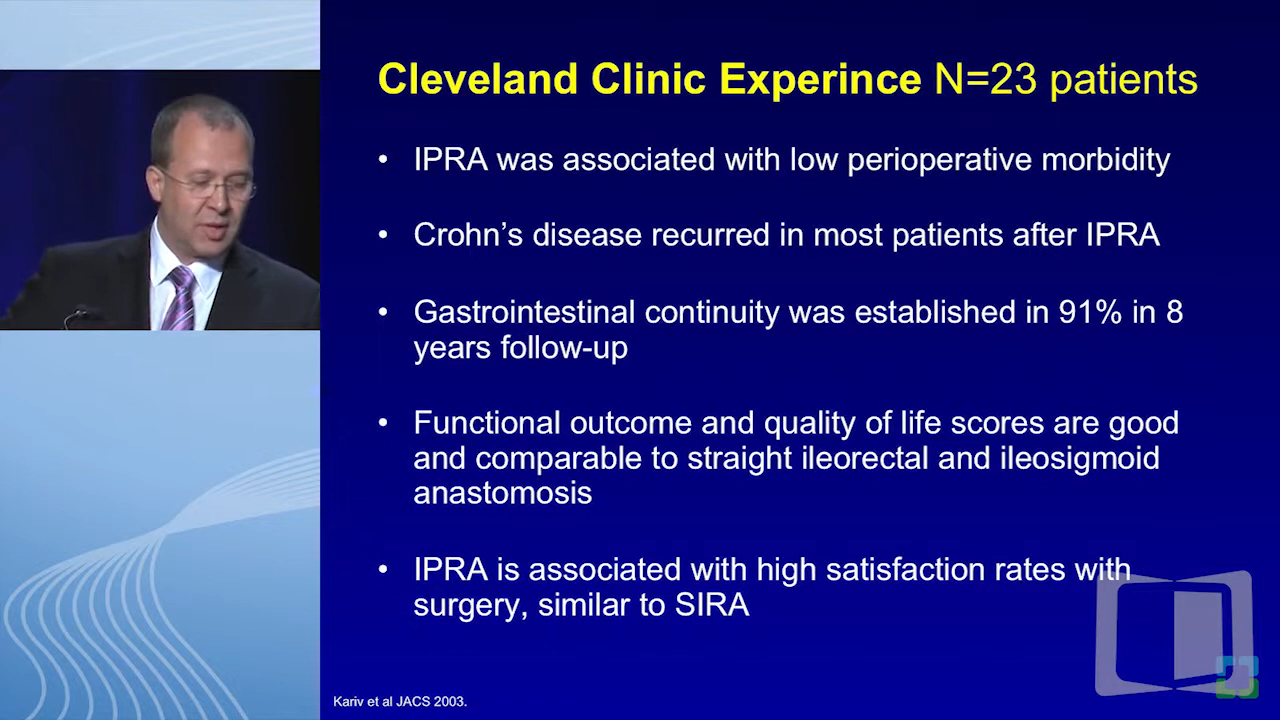 Cleveland Clinic Experince N=23 patients
• IPRA was associated with low perioperative morbidity
• Crohn’s disease recurred in most patients after IPRA
• Gastrointestinal continuity was established in 91% in 8
years follow-up
• Functional outcome and quality of life scores are good
and comparable to straight ileorectal and ileosigmoid
anastomosis
• IPRA is associated with high satisfaction rates with
surgery, similar to SIRA
Kariv et al JACS 2003.